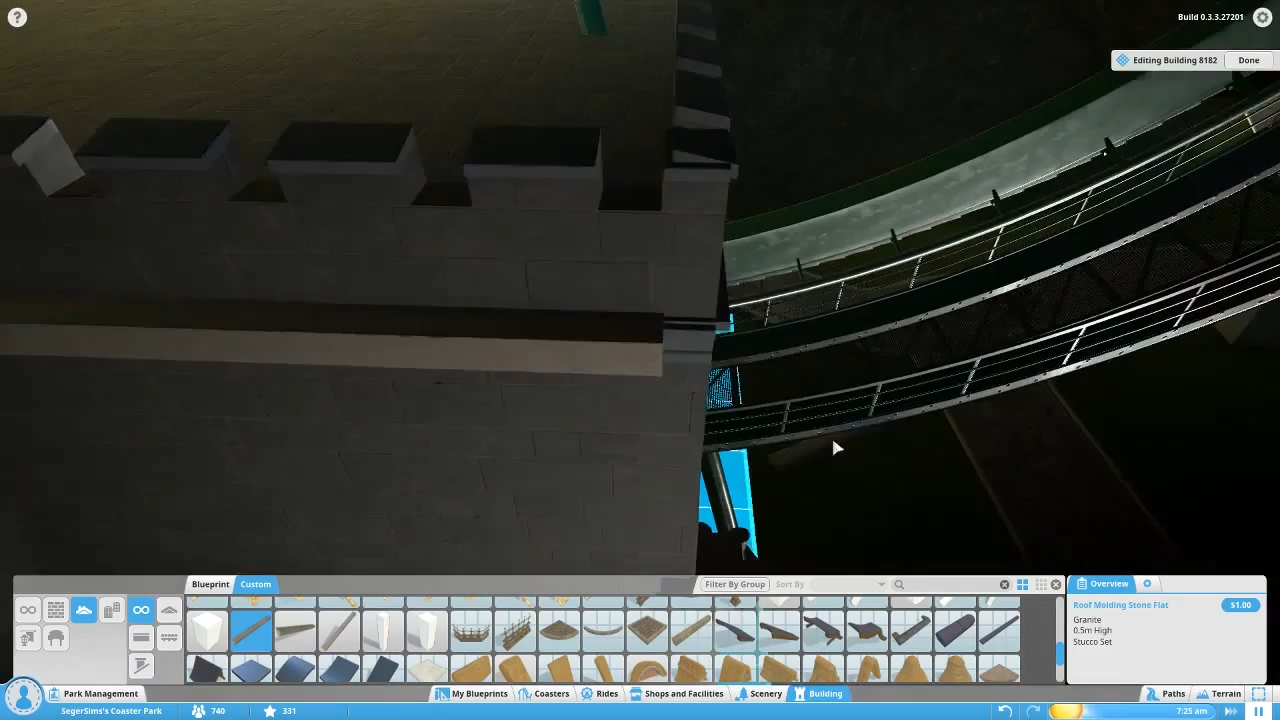 ?
Build 0.3.3.27201
Editing Building 8182
Done
Blueprint
Custom
Filter By Group
Sort By
Overview
Roof Molding Stone Flat
$1.00
Granite
0.5m High
Stucco Set
Park Management
My Blueprints
Coasters
Rides
Shops and Facilities
Scenery
Building
Paths
Terrain
SegerSims's Coaster Park
740
331
7:25 am